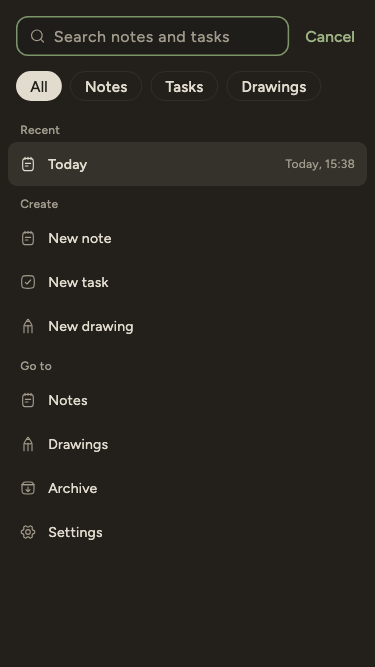 Search notes and tasks
Cancel
All
Notes
Tasks
Drawings
Recent
Today
Today, 15:38
Create
New note
New task
New drawing
Go to
Notes
Drawings
Archive
Settings